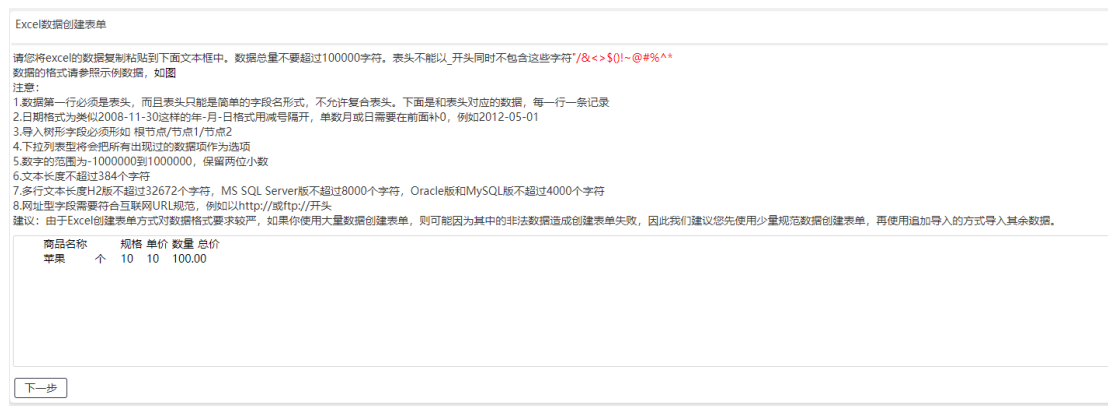 Excel数据创建表单
请您将excel的数据复制粘贴到下面文本框中。数据总量不要超过100000字符。表头不能以_开头同时不包含这些字符"/&<>$()!~@#%^*
数据的格式请参照示例数据，如图
注意：
1.数据第一行必须是表头，而且表头只能是简单的字段名形式，不允许复合表头。下面是和表头对应的数据，每一行一条记录
2.日期格式为类似2008-11-30这样的年-月-日格式用减号隔开，单数月或日需要在前面补0，例如2012-05-01
3.导入树形字段必须形如 根节点/节点1/节点2
4.下拉列表型将会把所有出现过的数据项作为选项
5.数字的范围为-1000000到1000000，保留两位小数
6.文本长度不超过384个字符
7.多行文本长度H2版不超过32672个字符，MS SQL Server版不超过8000个字符，Oracle版和MySQL版不超过4000个字符
8.网址型字段需要符合互联网URL规范，例如以http://或ftp://开头
建议：由于Excel创建表单方式对数据格式要求较严，如果你使用大量数据创建表单，则可能因为其中的非法数据造成创建表单失败，因此我们建议您先使用少量规范数据创建表单，再使用追加导入的方式导入其余数据。
商品名称 规格 单价 数量 总价
苹果 个 10 10 100.00
下一步